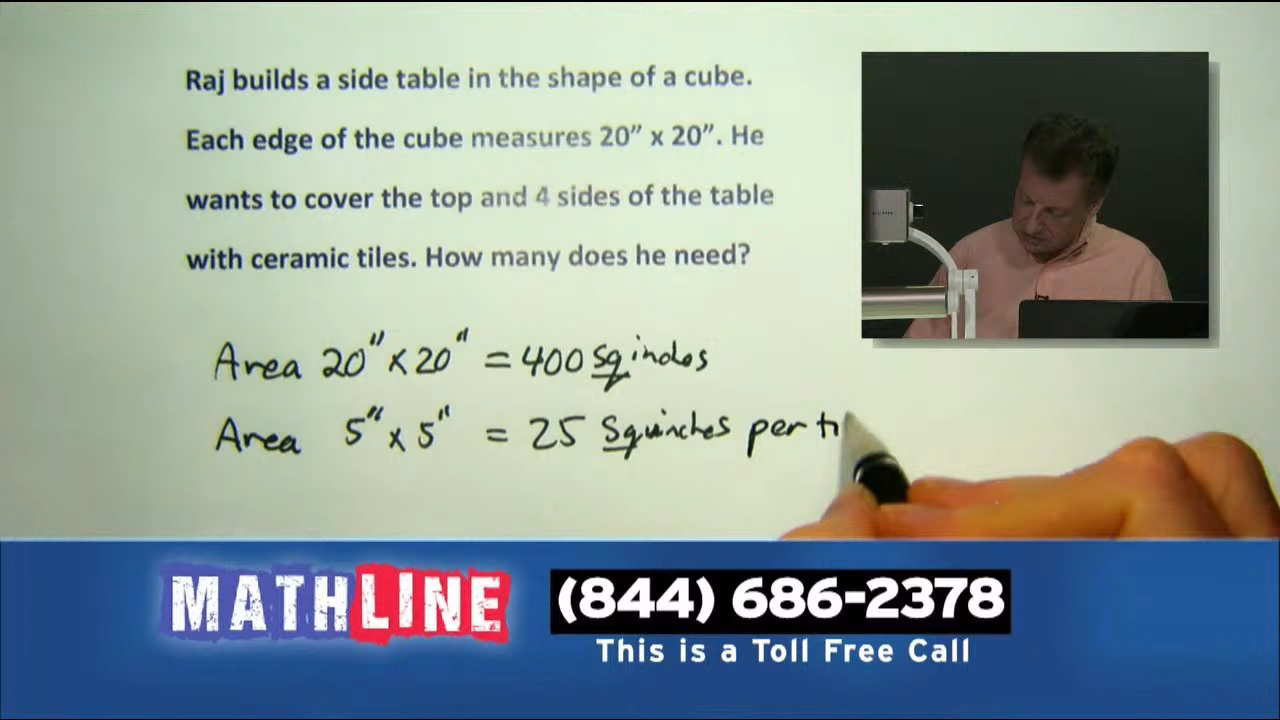 Raj builds a side table in the shape of a cube.
Each edge of the cube measures 20” x 20”. He
wants to cover the top and 4 sides of the table
with ceramic tiles. How many does he need?
Area 20" x 20" = 400 Sq inches
Area 5" x 5" = 25 Sq inches per ti
MATHLINE
(844) 686-2378
This is a Toll Free Call